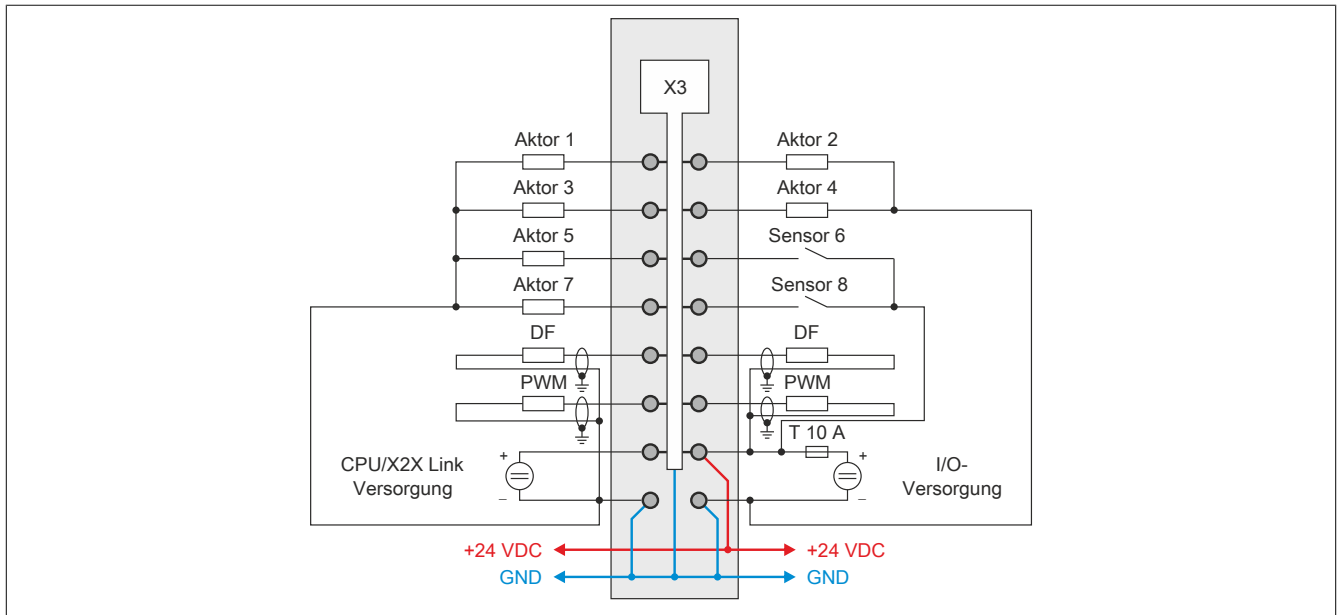 X3
Aktor 1
Aktor 2
Aktor 3
Aktor 4
Aktor 5
Sensor 6
Aktor 7
Sensor 8
DF
DF
PWM
PWM
T 10 A
CPU/X2X Link
Versorgung
+
–
+
–
I/O-
Versorgung
+24 VDC
+24 VDC
GND
GND